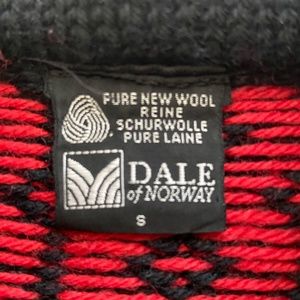 PURE NEW WOOL
REINE
SCHURWOLLE
PURE LAINE
DALE
of NORWAY
S